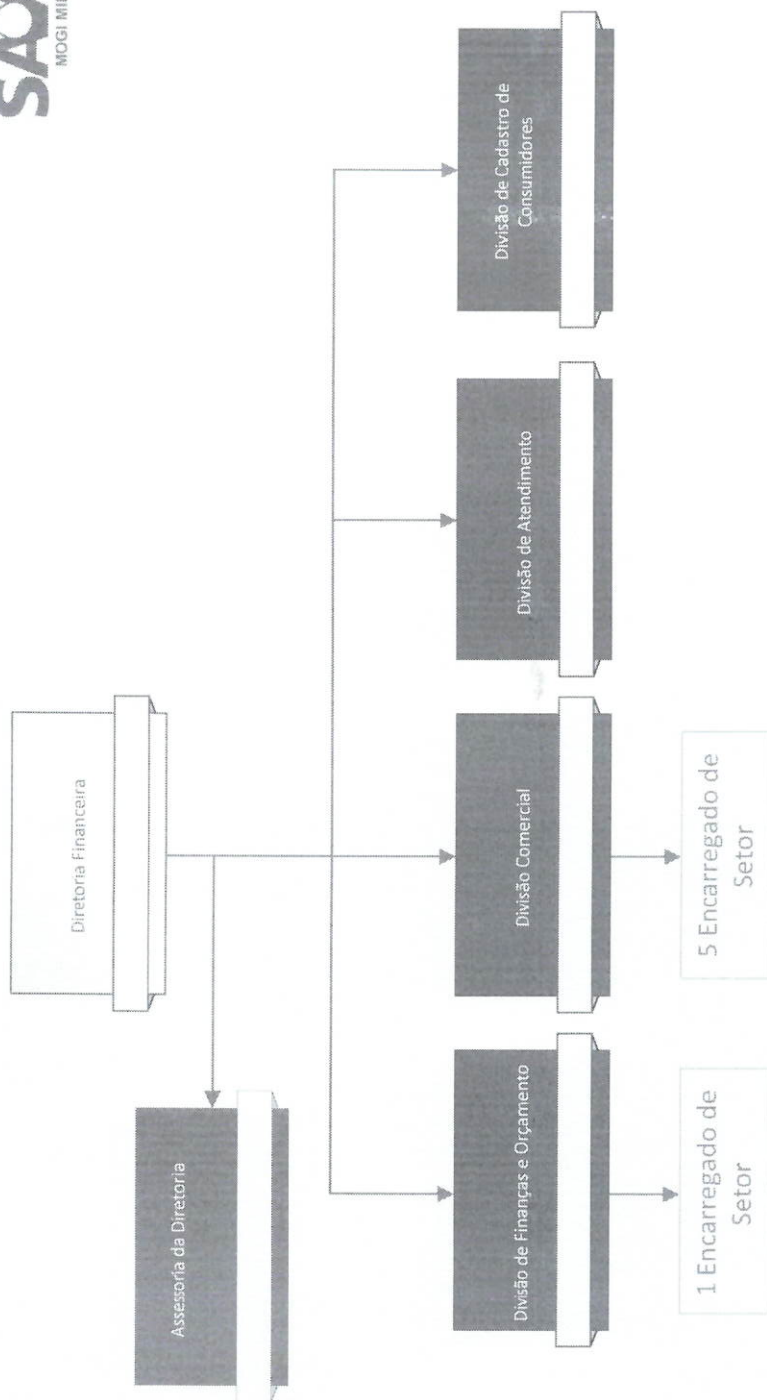 MOGI MI
Diretoria Financeira
Assessoria da Diretoria
Divisão de Finanças e Orçamento
Divisão Comercial
Divisão de Atendimento
Divisão de Cadastro de
Consumidores
1 Encarregado de
Setor
5 Encarregado de
Setor